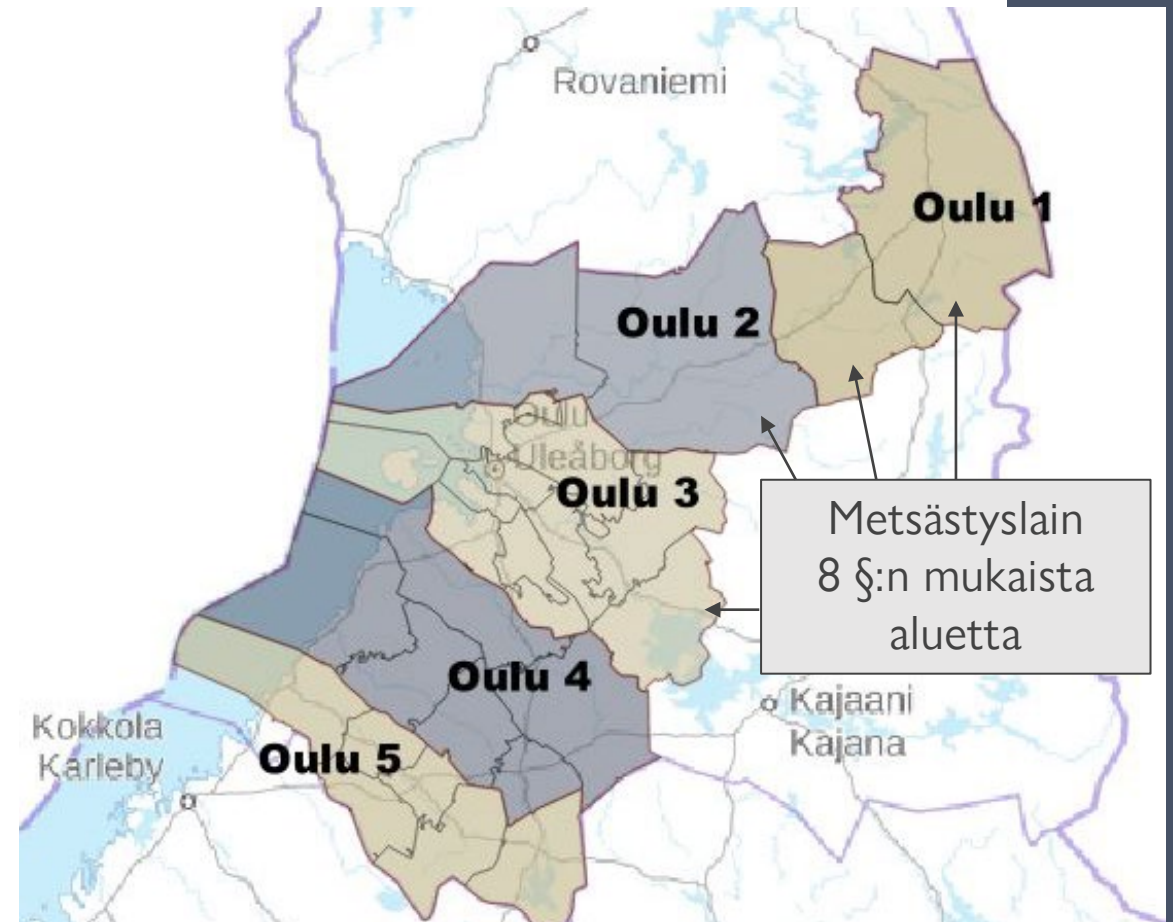 Rovaniemi
Oulu 1
Oulu 2
Oulu
Uleåborg
Oulu 3
Metsästyslain
8 §:n mukaista
aluetta
Oulu 4
Kajaani
Kajana
Kokkola
Karleby
Oulu 5